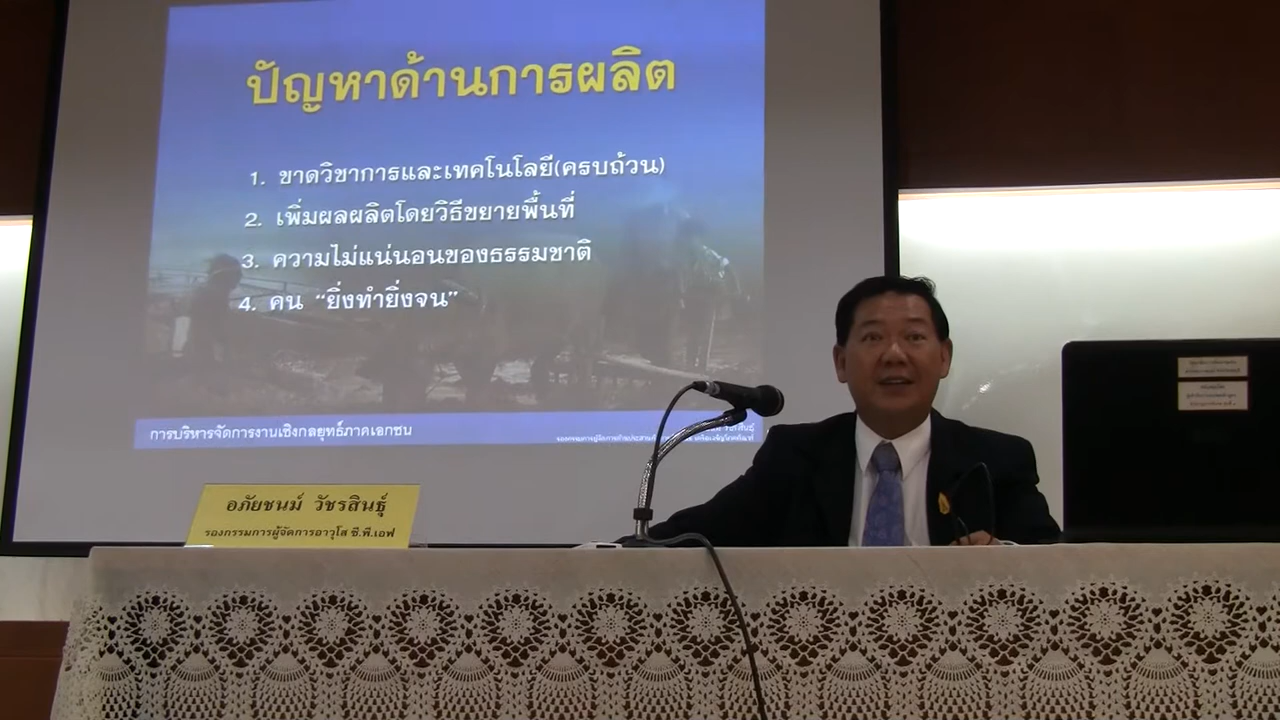 ปัญหาด้านการผลิต
1. ขาดวิชาการและเทคโนโลยี(ครบถ้วน)
2. เพิ่มผลผลิตโดยวิธีขยายพื้นที่
3. ความไม่แน่นอนของธรรมชาติ
4. คน “ยิ่งทำยิ่งจน”
การบริหารจัดการงานเชิงกลยุทธ์ภาคเอกชน
อภัยชนม์ วัชรสินธุ์
รองกรรมการผู้จัดการอาวุโส ซี.พี.เอฟ